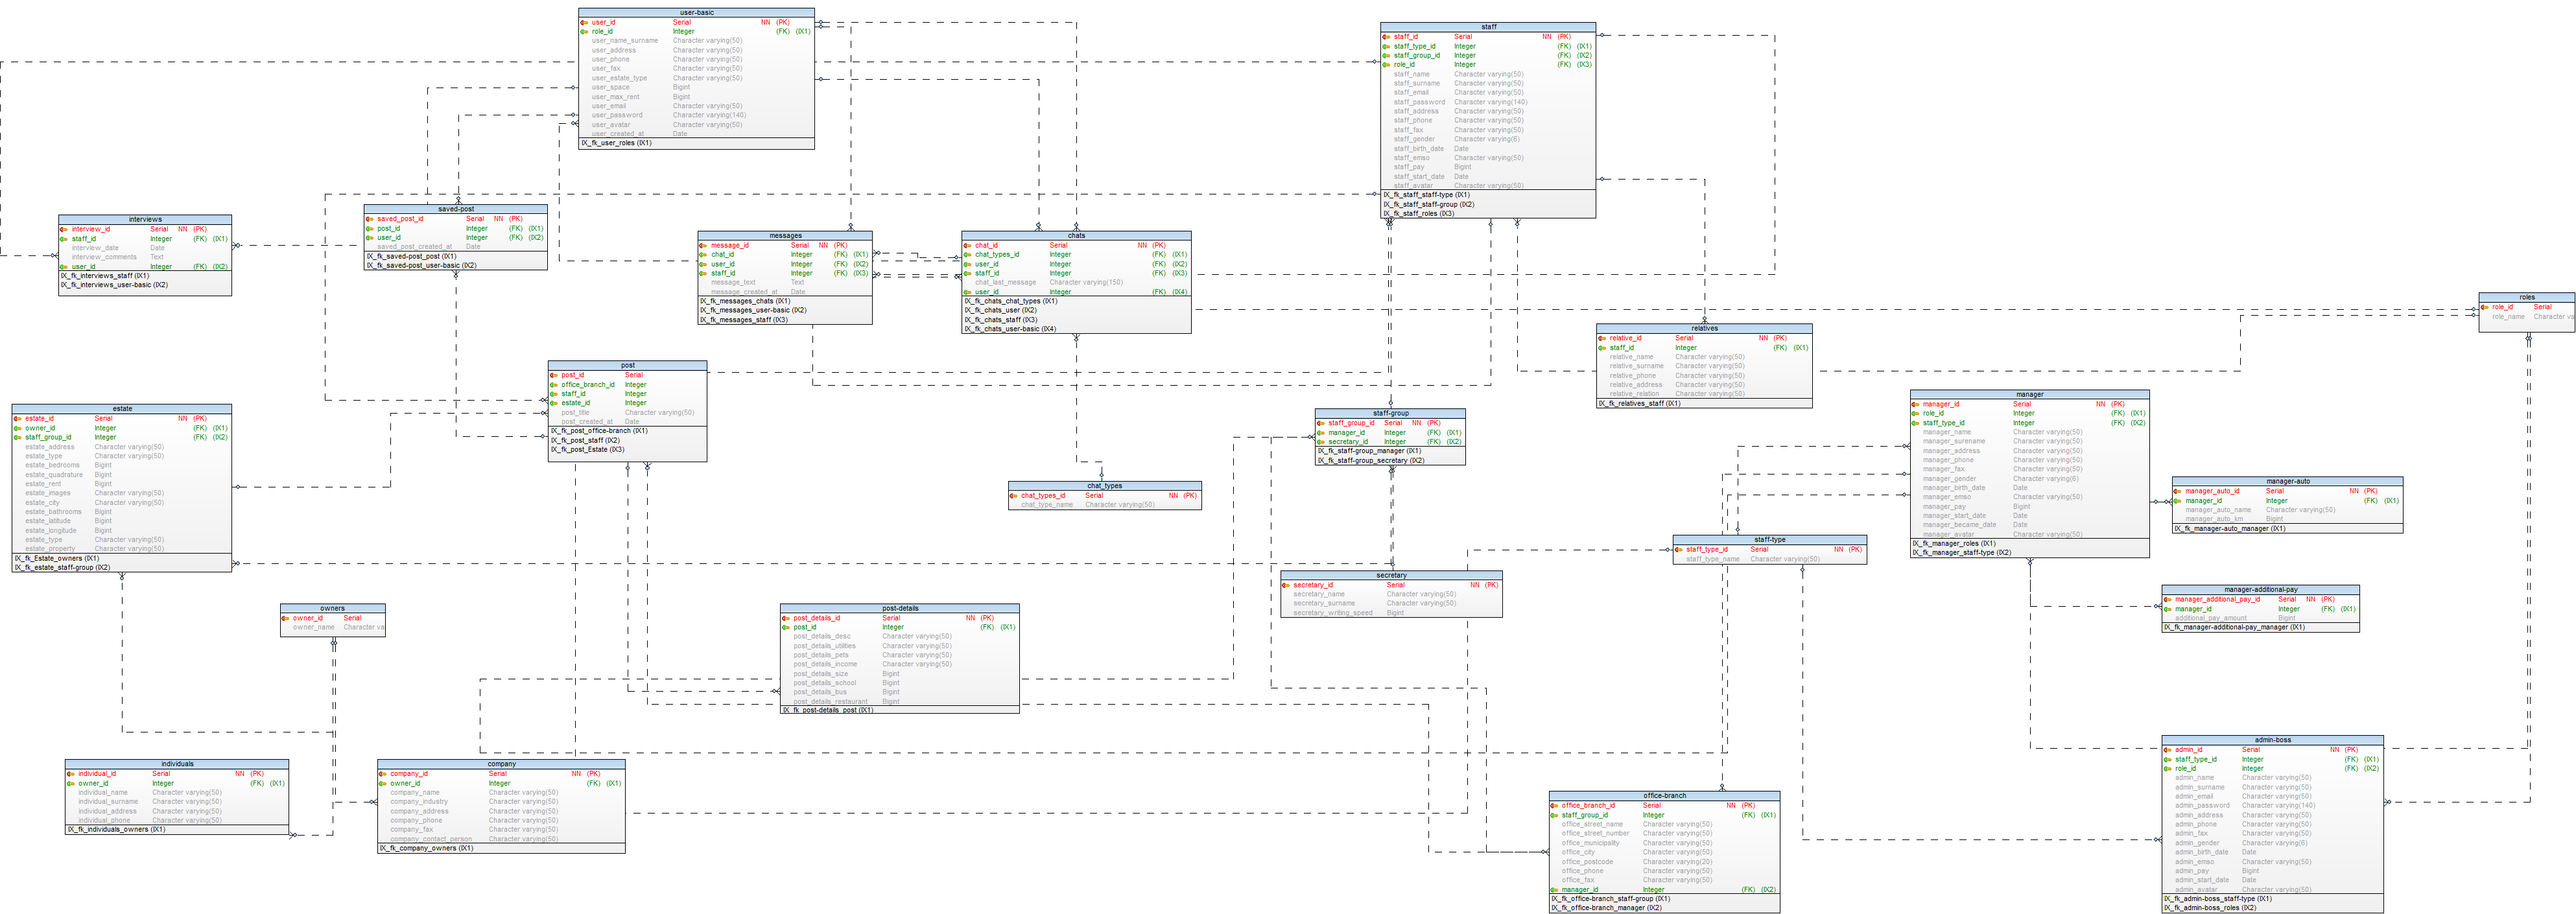 user-basic
user_id Serial NN (PK)
role_id Integer (FK) (IX1)
user_name_surname Character varying(50)
user_address Character varying(50)
user_phone Character varying(50)
user_fax Character varying(50)
user_estate_type Character varying(50)
user_space Bigint
user_max_rent Bigint
user_email Character varying(50)
user_password Character varying(140)
user_avatar Character varying(50)
user_created_at Date
IX_fk_user_roles (IX1)
staff
staff_id Serial NN (PK)
staff_type_id Integer (FK) (IX1)
staff_group_id Integer (FK) (IX2)
role_id Integer (FK) (IX3)
staff_name Character varying(50)
staff_surname Character varying(50)
staff_email Character varying(50)
staff_password Character varying(140)
staff_address Character varying(50)
staff_phone Character varying(50)
staff_fax Character varying(50)
staff_gender Character varying(6)
staff_birth_date Date
staff_emso Character varying(50)
staff_pay Bigint
staff_start_date Date
staff_avatar Character varying(50)
IX_fk_staff_staff-type (IX1)
IX_fk_staff_staff-group (IX2)
IX_fk_staff_roles (IX3)
interviews
interview_id Serial NN (PK)
staff_id Integer (FK) (IX1)
interview_date Date
interview_comments Text
user_id Integer (FK) (IX2)
IX_fk_interviews_staff (IX1)
IX_fk_interviews_user-basic (IX2)
saved-post
saved_post_id Serial NN (PK)
post_id Integer (FK) (IX1)
user_id Integer (FK) (IX2)
saved_post_created_at Date
IX_fk_saved-post_post (IX1)
IX_fk_saved-post_user-basic (IX2)
messages
message_id Serial NN (PK)
chat_id Integer (FK) (IX1)
user_id Integer (FK) (IX2)
staff_id Integer (FK) (IX3)
message_text Text
message_created_at Date
IX_fk_messages_chats (IX1)
IX_fk_messages_user-basic (IX2)
IX_fk_messages_staff (IX3)
chats
chat_id Serial NN (PK)
chat_types_id Integer (FK) (IX1)
user_id Integer (FK) (IX2)
staff_id Integer (FK) (IX3)
chat_last_message Character varying(150)
user_id Integer (FK) (IX4)
IX_fk_chats_chat_types (IX1)
IX_fk_chats_user (IX2)
IX_fk_chats_staff (IX3)
IX_fk_chats_user-basic (IX4)
roles
role_id Serial
role_name Character va
relatives
relative_id Serial NN (PK)
staff_id Integer (FK) (IX1)
relative_name Character varying(50)
relative_surname Character varying(50)
relative_phone Character varying(50)
relative_address Character varying(50)
relative_relation Character varying(50)
IX_fk_relatives_staff (IX1)
post
post_id Serial
office_branch_id Integer
staff_id Integer
estate_id Integer
post_title Character varying(50)
post_created_at Date
IX_fk_post_office-branch (IX1)
IX_fk_post_staff (IX2)
IX_fk_post_Estate (IX3)
estate
estate_id Serial NN (PK)
owner_id Integer (FK) (IX1)
staff_group_id Integer (FK) (IX2)
estate_address Character varying(50)
estate_type Character varying(50)
estate_bedrooms Bigint
estate_quadrature Bigint
estate_rent Bigint
estate_images Character varying(50)
estate_city Character varying(50)
estate_bathrooms Bigint
estate_latitude Bigint
estate_longitude Bigint
estate_type Character varying(50)
estate_property Character varying(50)
IX_fk_Estate_owners (IX1)
IX_fk_estate_staff-group (IX2)
staff-group
staff_group_id Serial NN (PK)
manager_id Integer (FK) (IX1)
secretary_id Integer (FK) (IX2)
IX_fk_staff-group_manager (IX1)
IX_fk_staff-group_secretary (IX2)
manager
manager_id Serial NN (PK)
role_id Integer (FK) (IX1)
staff_type_id Integer (FK) (IX2)
manager_name Character varying(50)
manager_surename Character varying(50)
manager_address Character varying(50)
manager_phone Character varying(50)
manager_fax Character varying(50)
manager_gender Character varying(6)
manager_birth_date Date
manager_emso Character varying(50)
manager_pay Bigint
manager_start_date Date
manager_became_date Date
manager_avatar Character varying(50)
IX_fk_manager_roles (IX1)
IX_fk_manager_staff-type (IX2)
chat_types
chat_types_id Serial NN (PK)
chat_type_name Character varying(50)
manager-auto
manager_auto_id Serial NN (PK)
manager_id Integer (FK) (IX1)
manager_auto_name Character varying(50)
manager_auto_km Bigint
IX_fk_manager-auto_manager (IX1)
staff-type
staff_type_id Serial NN (PK)
staff_type_name Character varying(50)
secretary
secretary_id Serial NN (PK)
secretary_name Character varying(50)
secretary_surname Character varying(50)
secretary_writing_speed Bigint
manager-additional-pay
manager_additional_pay_id Serial NN (PK)
manager_id Integer (FK) (IX1)
additional_pay_amount Bigint
IX_fk_manager-additional-pay_manager (IX1)
owners
owner_id Serial
owner_name Character va
post-details
post_details_id Serial NN (PK)
post_id Integer (FK) (IX1)
post_details_desc Character varying(50)
post_details_utilities Character varying(50)
post_details_pets Character varying(50)
post_details_income Character varying(50)
post_details_size Bigint
post_details_school Bigint
post_details_bus Bigint
post_details_restaurant Bigint
IX_fk_post-details_post (IX1)
individuals
individual_id Serial NN (PK)
owner_id Integer (FK) (IX1)
individual_name Character varying(50)
individual_surname Character varying(50)
individual_address Character varying(50)
individual_phone Character varying(50)
IX_fk_individuals_owners (IX1)
company
company_id Serial NN (PK)
owner_id Integer (FK) (IX1)
company_name Character varying(50)
company_industry Character varying(50)
company_address Character varying(50)
company_phone Character varying(50)
company_fax Character varying(50)
company_contact_person Character varying(50)
IX_fk_company_owners (IX1)
office-branch
office_branch_id Serial NN (PK)
staff_group_id Integer (FK) (IX1)
office_street_name Character varying(50)
office_street_number Character varying(50)
office_municipality Character varying(50)
office_city Character varying(50)
office_postcode Character varying(20)
office_phone Character varying(50)
office_fax Character varying(50)
manager_id Integer (FK) (IX2)
IX_fk_office-branch_staff-group (IX1)
IX_fk_office-branch_manager (IX2)
admin-boss
admin_id Serial NN (PK)
staff_type_id Integer (FK) (IX1)
role_id Integer (FK) (IX2)
admin_name Character varying(50)
admin_surname Character varying(50)
admin_email Character varying(50)
admin_password Character varying(140)
admin_address Character varying(50)
admin_phone Character varying(50)
admin_fax Character varying(50)
admin_gender Character varying(6)
admin_birth_date Date
admin_emso Character varying(50)
admin_pay Bigint
admin_start_date Date
admin_avatar Character varying(50)
IX_fk_admin-boss_staff-type (IX1)
IX_fk_admin-boss_roles (IX2)